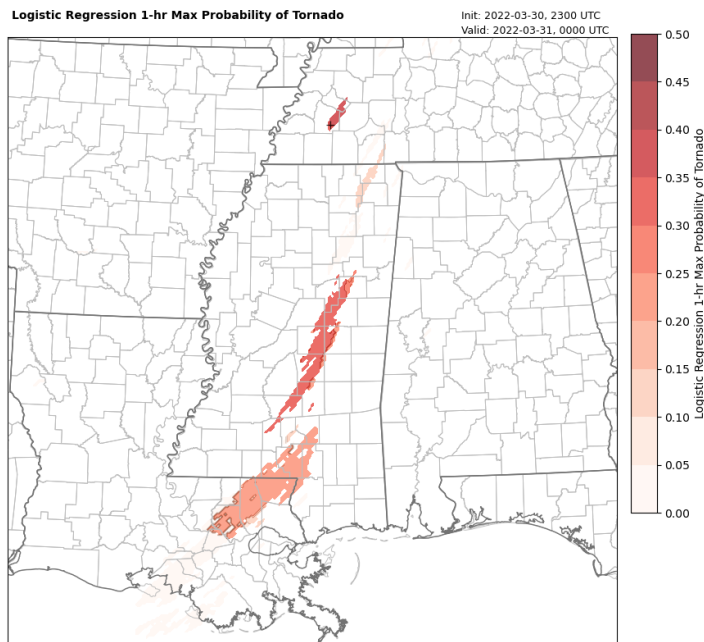 Logistic Regression 1-hr Max Probability of Tornado
Init: 2022-03-30, 2300 UTC
Valid: 2022-03-31, 0000 UTC
0.50
0.45
0.40
0.35
0.30
0.25
0.20
0.15
0.10
0.05
0.00
Logistic Regression 1-hr Max Probability of Tornado